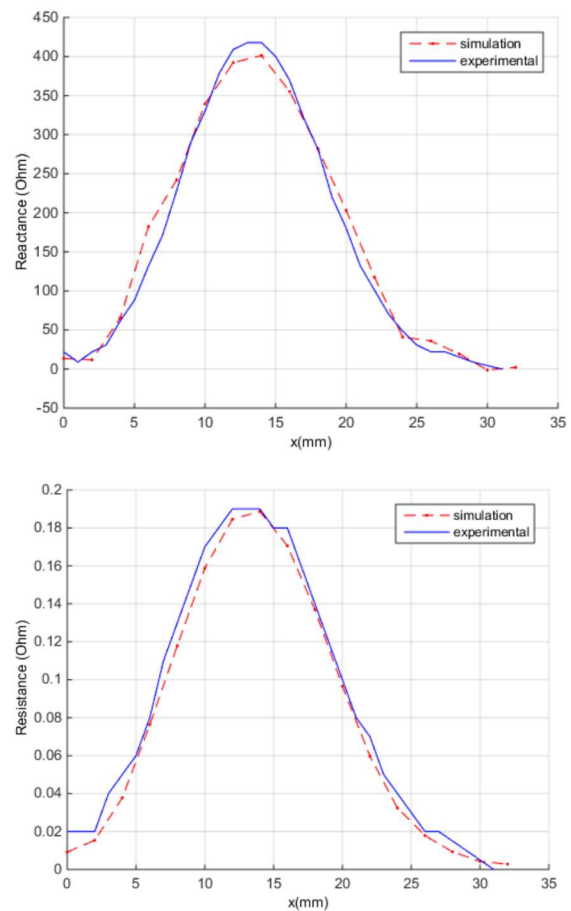 450
400
350
300
250
200
150
100
50
0
-50
Reactance (Ohm)
simulation
experimental
0 5 10 15 20 25 30 35
x(mm)
0.2
0.18
0.16
0.14
0.12
0.1
0.08
0.06
0.04
0.02
0
Resistance (Ohm)
simulation
experimental
0 5 10 15 20 25 30 35
x(mm)